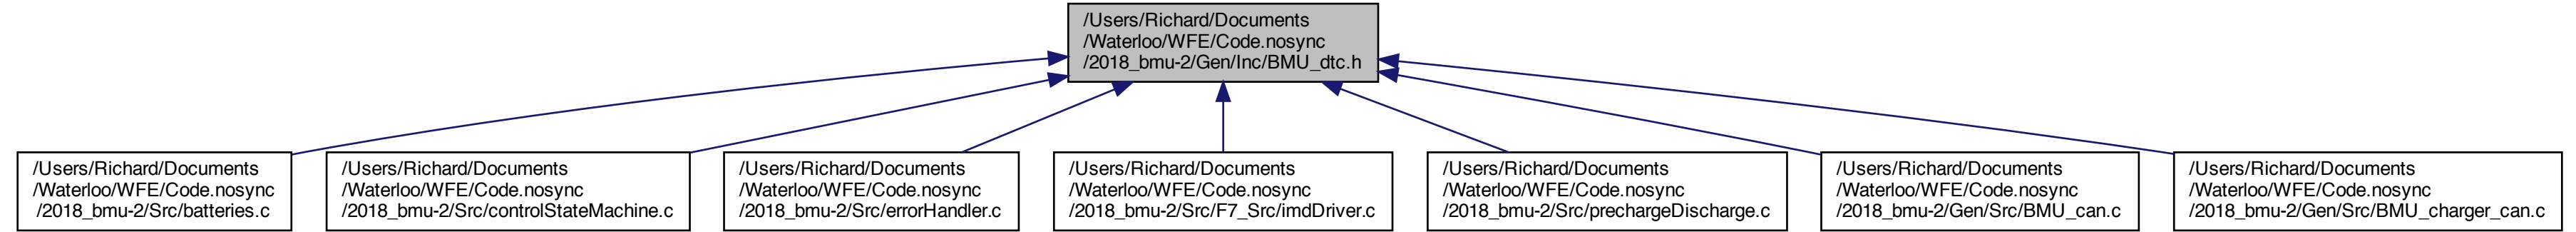 /Users/Richard/Documents
/Waterloo/WFE/Code.nosync
/2018_bmu-2/Gen/Inc/BMU_dtc.h
/Users/Richard/Documents
/Waterloo/WFE/Code.nosync
/2018_bmu-2/Src/batteries.c
/Users/Richard/Documents
/Waterloo/WFE/Code.nosync
/2018_bmu-2/Src/controlStateMachine.c
/Users/Richard/Documents
/Waterloo/WFE/Code.nosync
/2018_bmu-2/Src/errorHandler.c
/Users/Richard/Documents
/Waterloo/WFE/Code.nosync
/2018_bmu-2/Src/F7_Src/imdDriver.c
/Users/Richard/Documents
/Waterloo/WFE/Code.nosync
/2018_bmu-2/Src/prechargeDischarge.c
/Users/Richard/Documents
/Waterloo/WFE/Code.nosync
/2018_bmu-2/Gen/Src/BMU_can.c
/Users/Richard/Documents
/Waterloo/WFE/Code.nosync
/2018_bmu-2/Gen/Src/BMU_charger_can.c